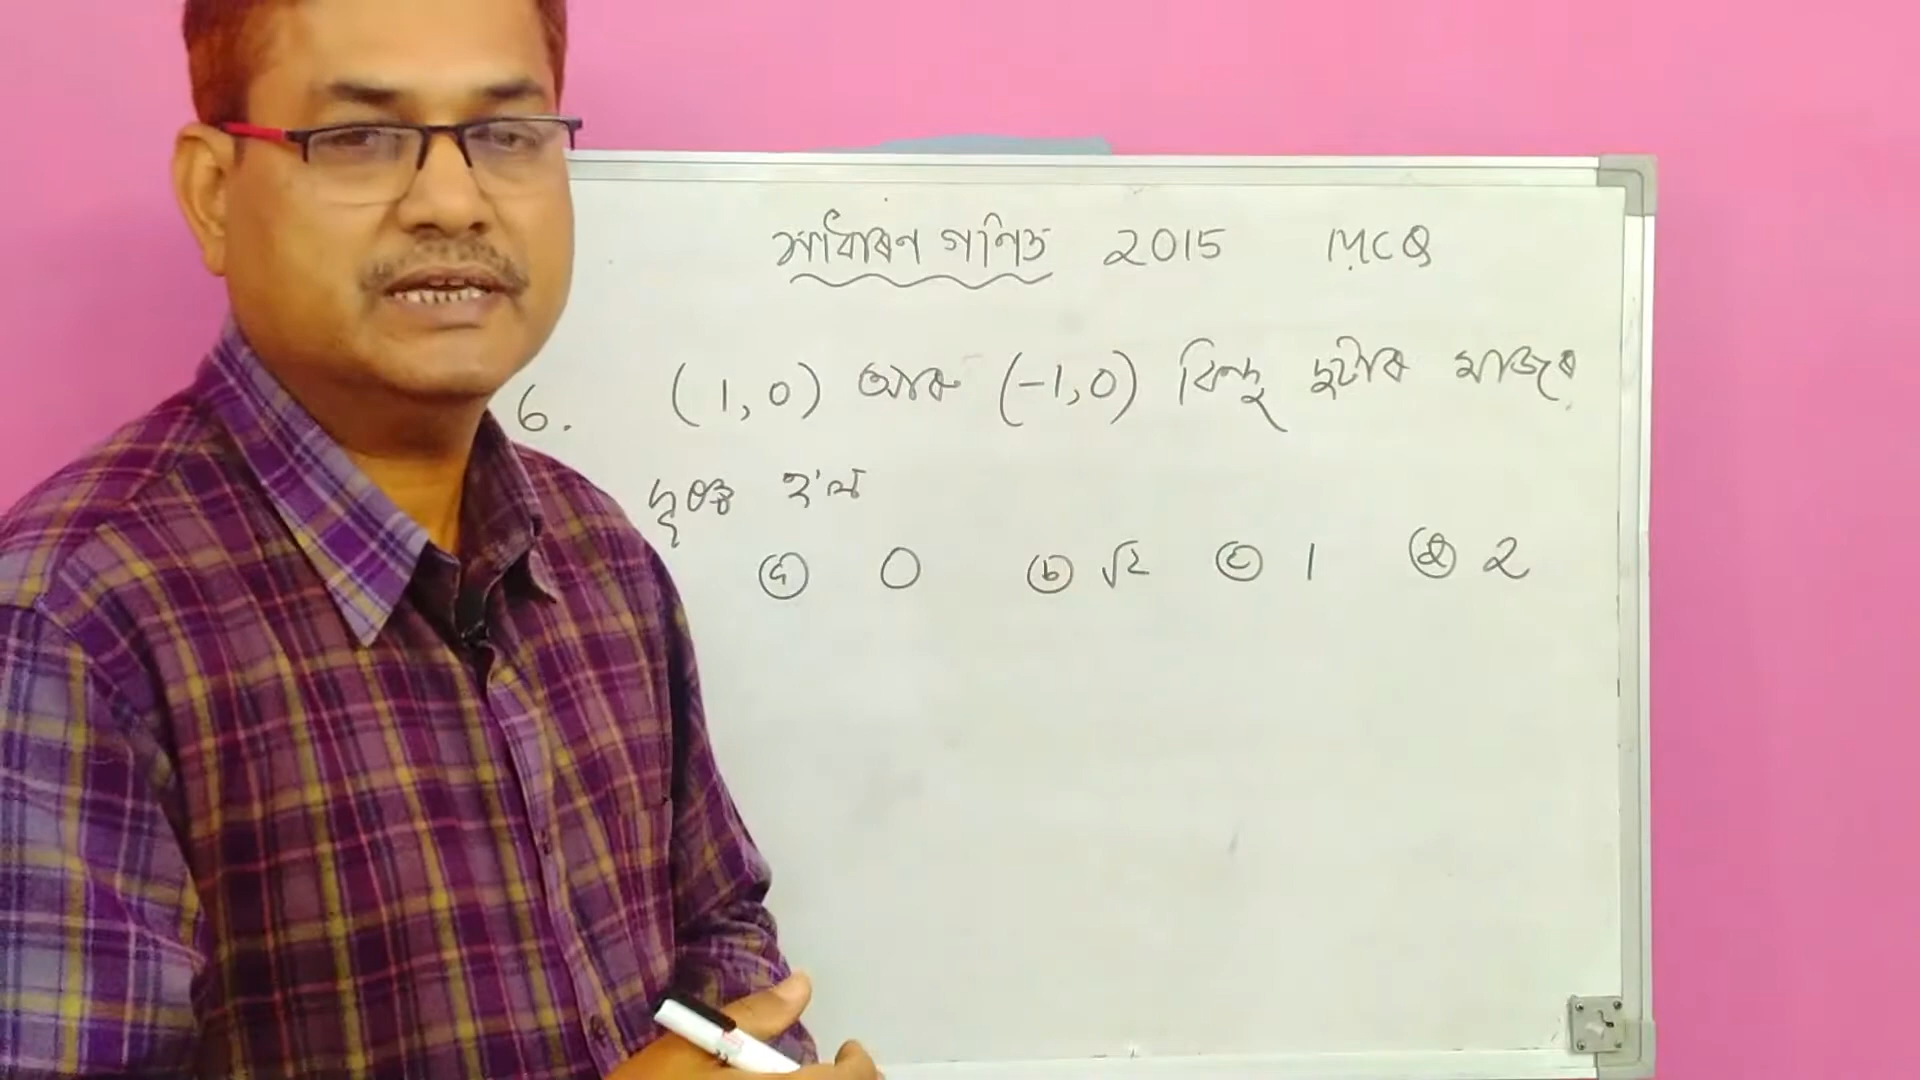 সাধাৰণ গণিত 2015 MCQ
6. (1, 0) আৰু (-1, 0) বিন্দু দুটাৰ মাজৰ
দূৰত্ব হ'ল
ⓐ 0 ⓑ √2 ⓒ 1 ⓓ 2